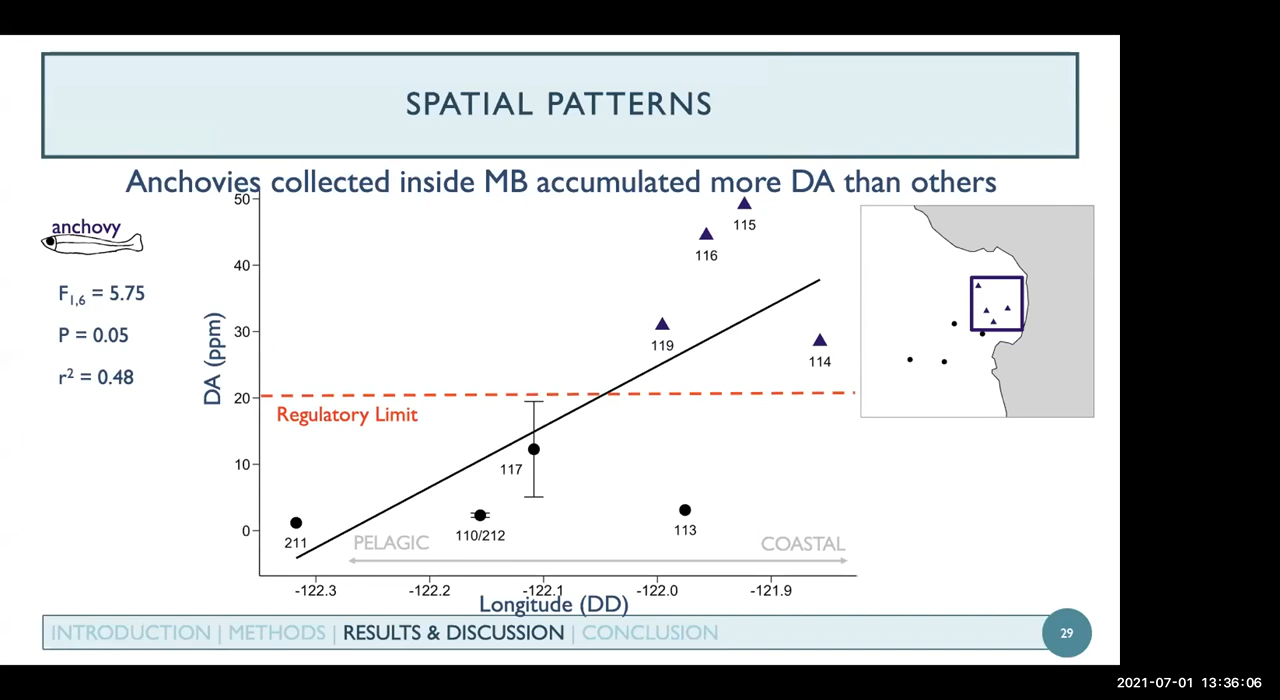 SPATIAL PATTERNS
Anchovies collected inside MB accumulated more DA than others
anchovy
F1,6 = 5.75
P = 0.05
r² = 0.48
DA (ppm)
50
40
30
20
10
0
115
116
119
114
Regulatory Limit
117
211
110/212
113
PELAGIC
COASTAL
-122.3 -122.2 -122.1 -122.0 -121.9
Longitude (DD)
INTRODUCTION | METHODS | RESULTS & DISCUSSION | CONCLUSION
29
2021-07-01 13:36:06